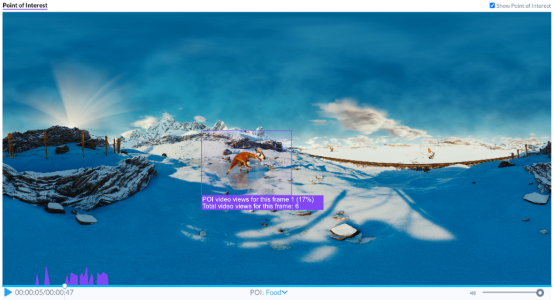 Point of Interest
Show Point of Interest
POI video views for this frame 1 (17%)
Total video views for this frame: 6
00:00:05/00:00:47
POI: Food